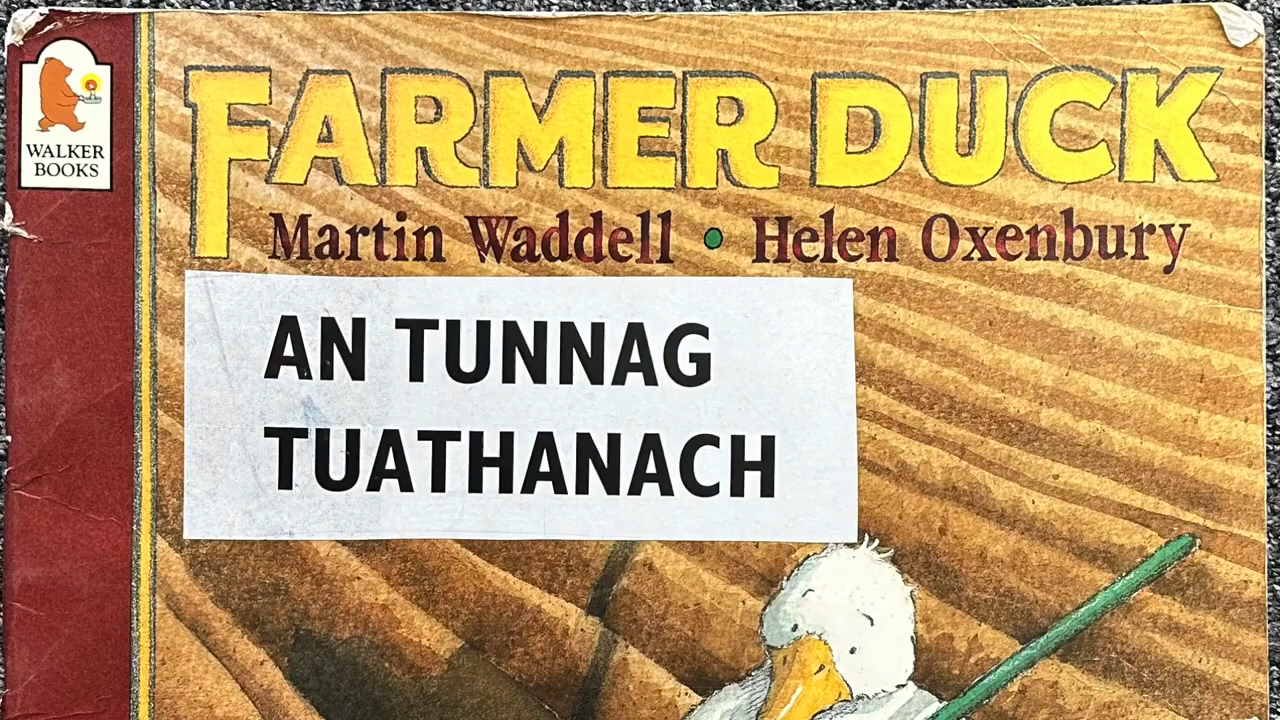 WALKER
BOOKS
FARMER DUCK
Martin Waddell • Helen Oxenbury
AN TUNNAG
TUATHANACH